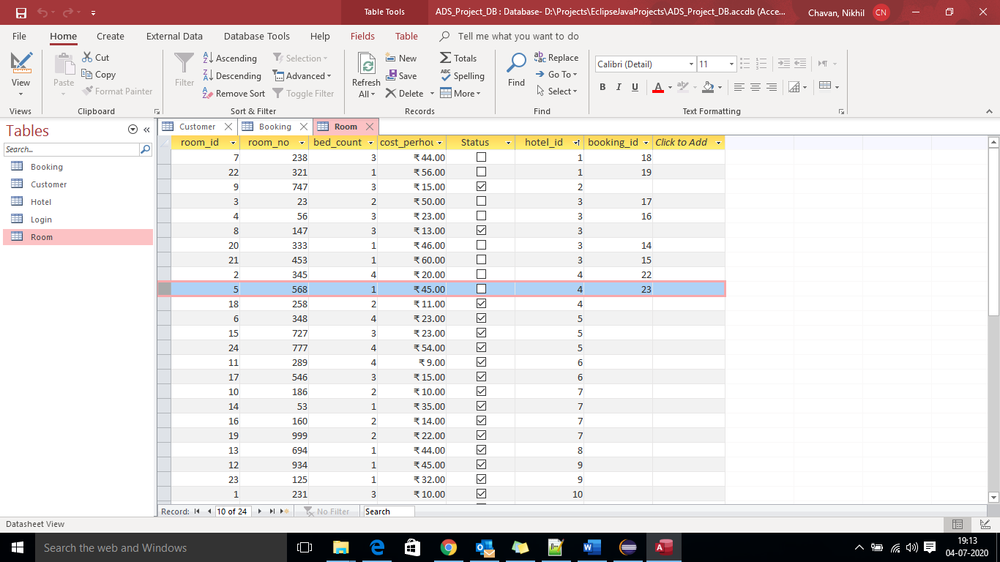 Table Tools ADS_Project_DB : Database- D:\Projects\EclipseJavaProjects\ADS_Project_DB.accdb (Acce... Chavan, Nikhil CN
File Home Create External Data Database Tools Help Fields Table Tell me what you want to do
View
Views
Paste
Cut
Copy
Format Painter
Clipboard
Filter
Ascending
Descending
Remove Sort
Selection
Advanced
Toggle Filter
Sort & Filter
Refresh
All
New
Save
Delete
Totals
Spelling
More
Records
Find
Replace
Go To
Select
Find
Calibri (Detail) 11
B I U A
Text Formatting
Tables
Search...
Booking
Customer
Hotel
Login
Room
Customer Booking Room
room_id room_no bed_count cost_perhou Status hotel_id booking_id Click to Add
7 238 3 ₹ 44.00 1 18
22 321 1 ₹ 56.00 1 19
9 747 3 ₹ 15.00 2
3 23 2 ₹ 50.00 3 17
4 56 3 ₹ 23.00 3 16
8 147 3 ₹ 13.00 3
20 333 1 ₹ 46.00 3 14
21 453 1 ₹ 60.00 3 15
2 345 4 ₹ 20.00 4 22
5 568 1 ₹ 45.00 4 23
18 258 2 ₹ 11.00 4
6 348 4 ₹ 23.00 5
15 727 3 ₹ 23.00 5
24 777 4 ₹ 54.00 5
11 289 4 ₹ 9.00 6
17 546 3 ₹ 15.00 6
10 186 2 ₹ 10.00 7
14 53 1 ₹ 35.00 7
16 160 2 ₹ 14.00 7
19 999 2 ₹ 22.00 7
13 694 1 ₹ 44.00 8
12 934 1 ₹ 45.00 9
23 125 1 ₹ 32.00 9
1 231 3 ₹ 10.00 10
Record: 10 of 24 No Filter Search
Datasheet View
Search the web and Windows
19:13
04-07-2020